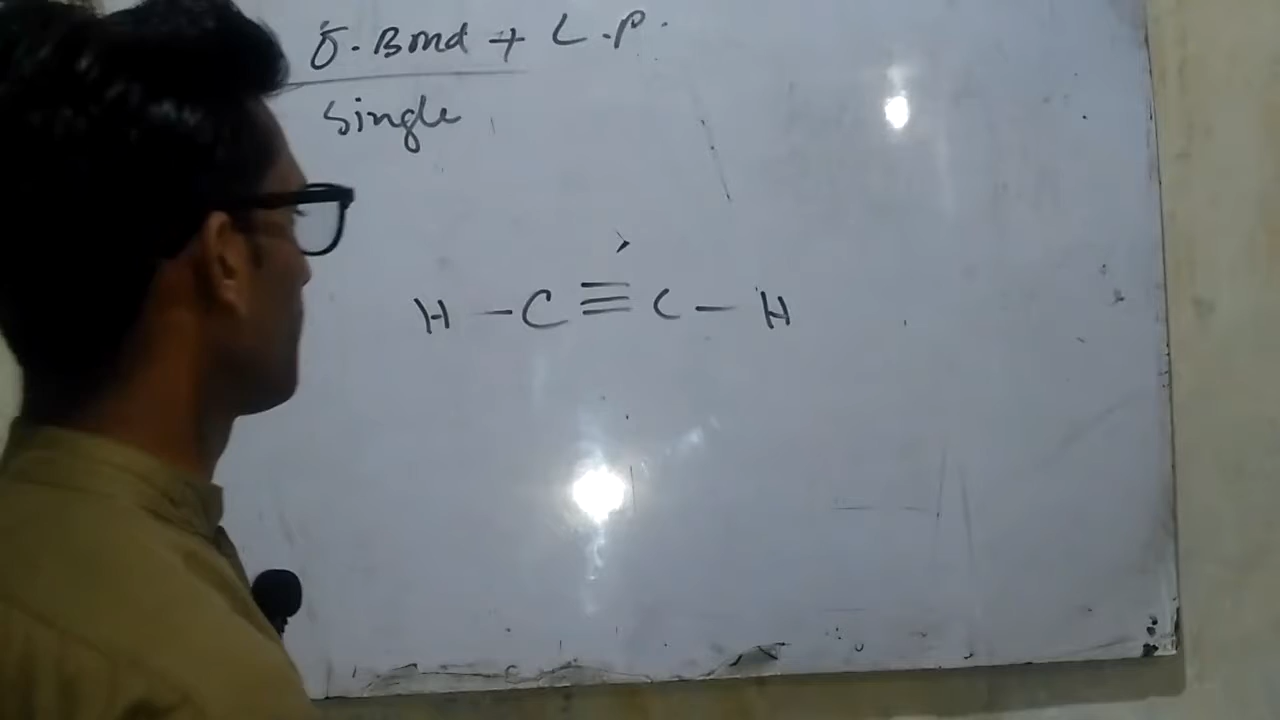 σ. Bond + L.P.
Single
H - C ≡ C - H